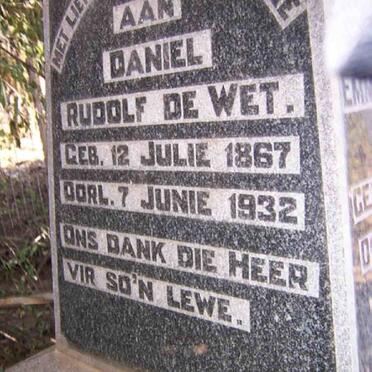 MET
AAN
DANIEL
RUDOLF DE WET.
GEB. 12 JULIE 1867
OORL. 7 JUNIE 1932
ONS DANK DIE HEER
VIR SO'N LEWE.